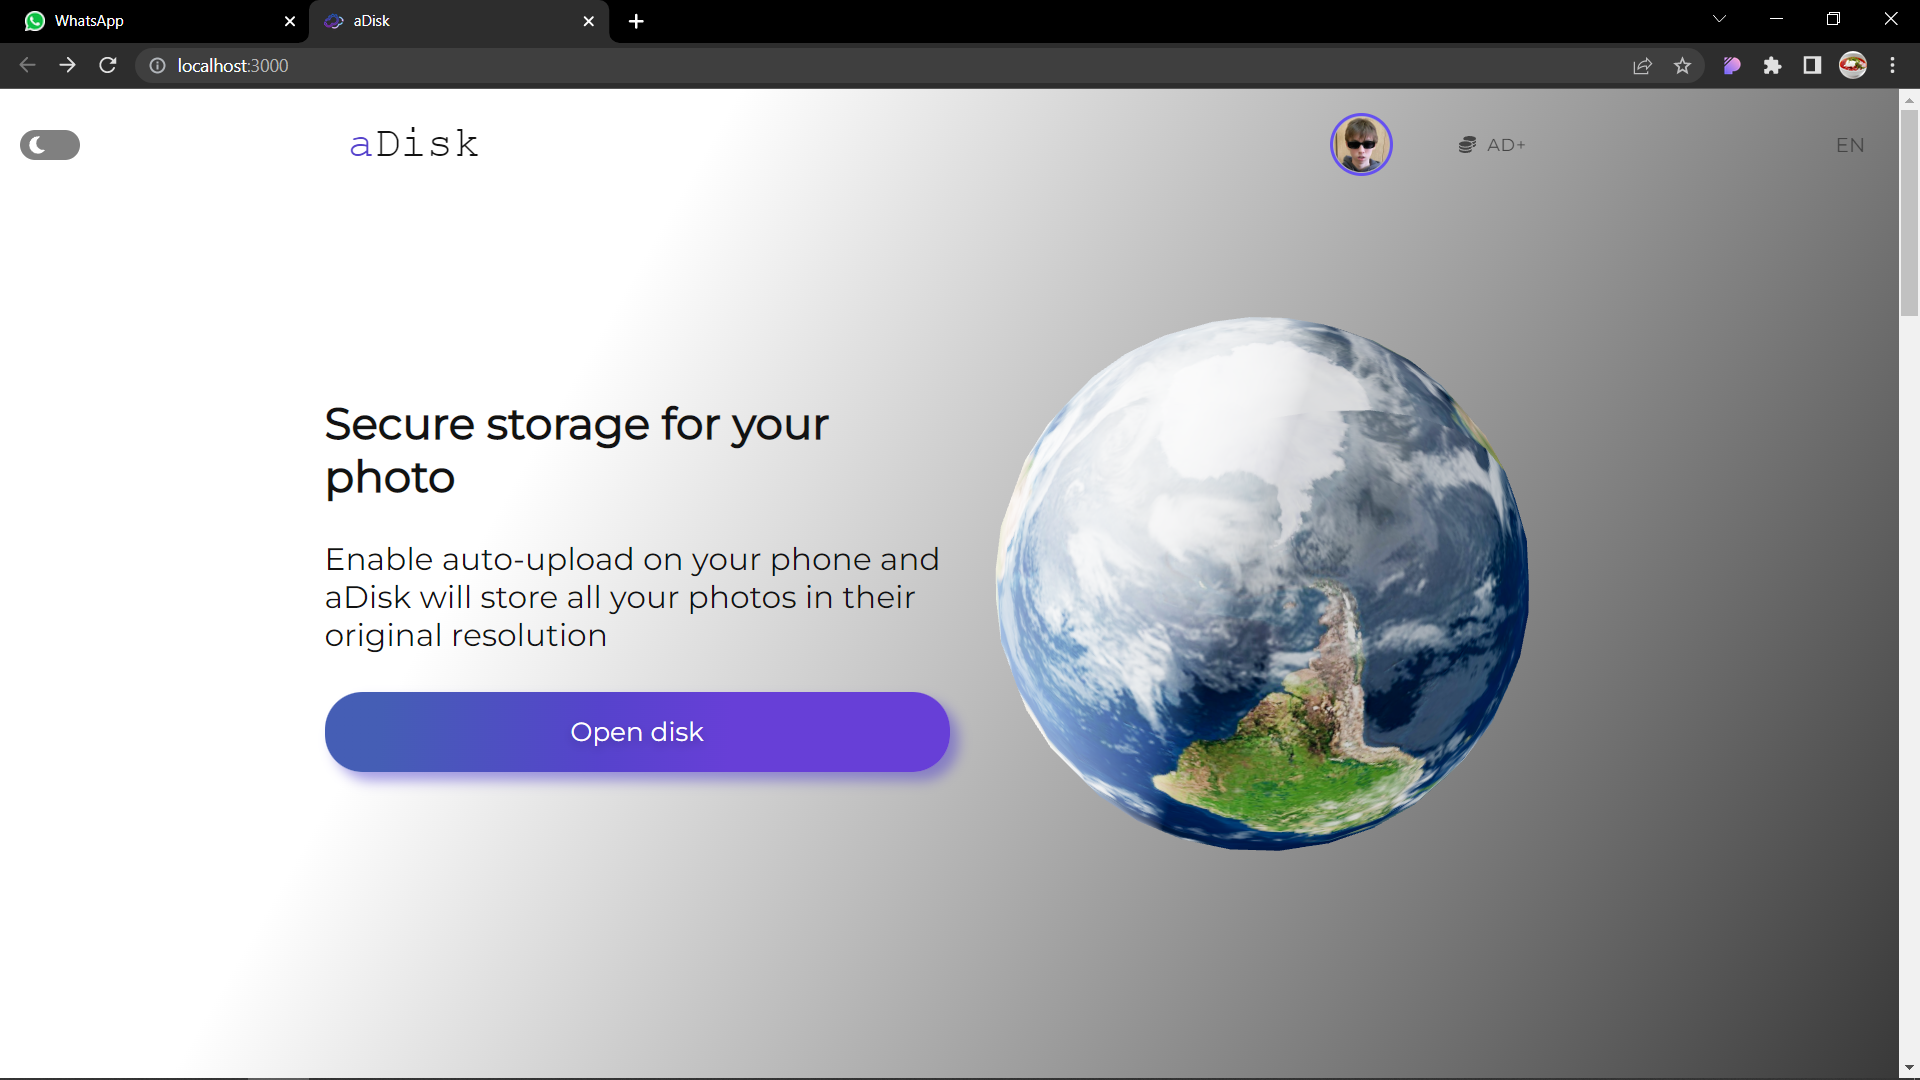 WhatsApp
aDisk
localhost:3000
aDisk
AD+
EN
Secure storage for your
photo
Enable auto-upload on your phone and
aDisk will store all your photos in their
original resolution
Open disk